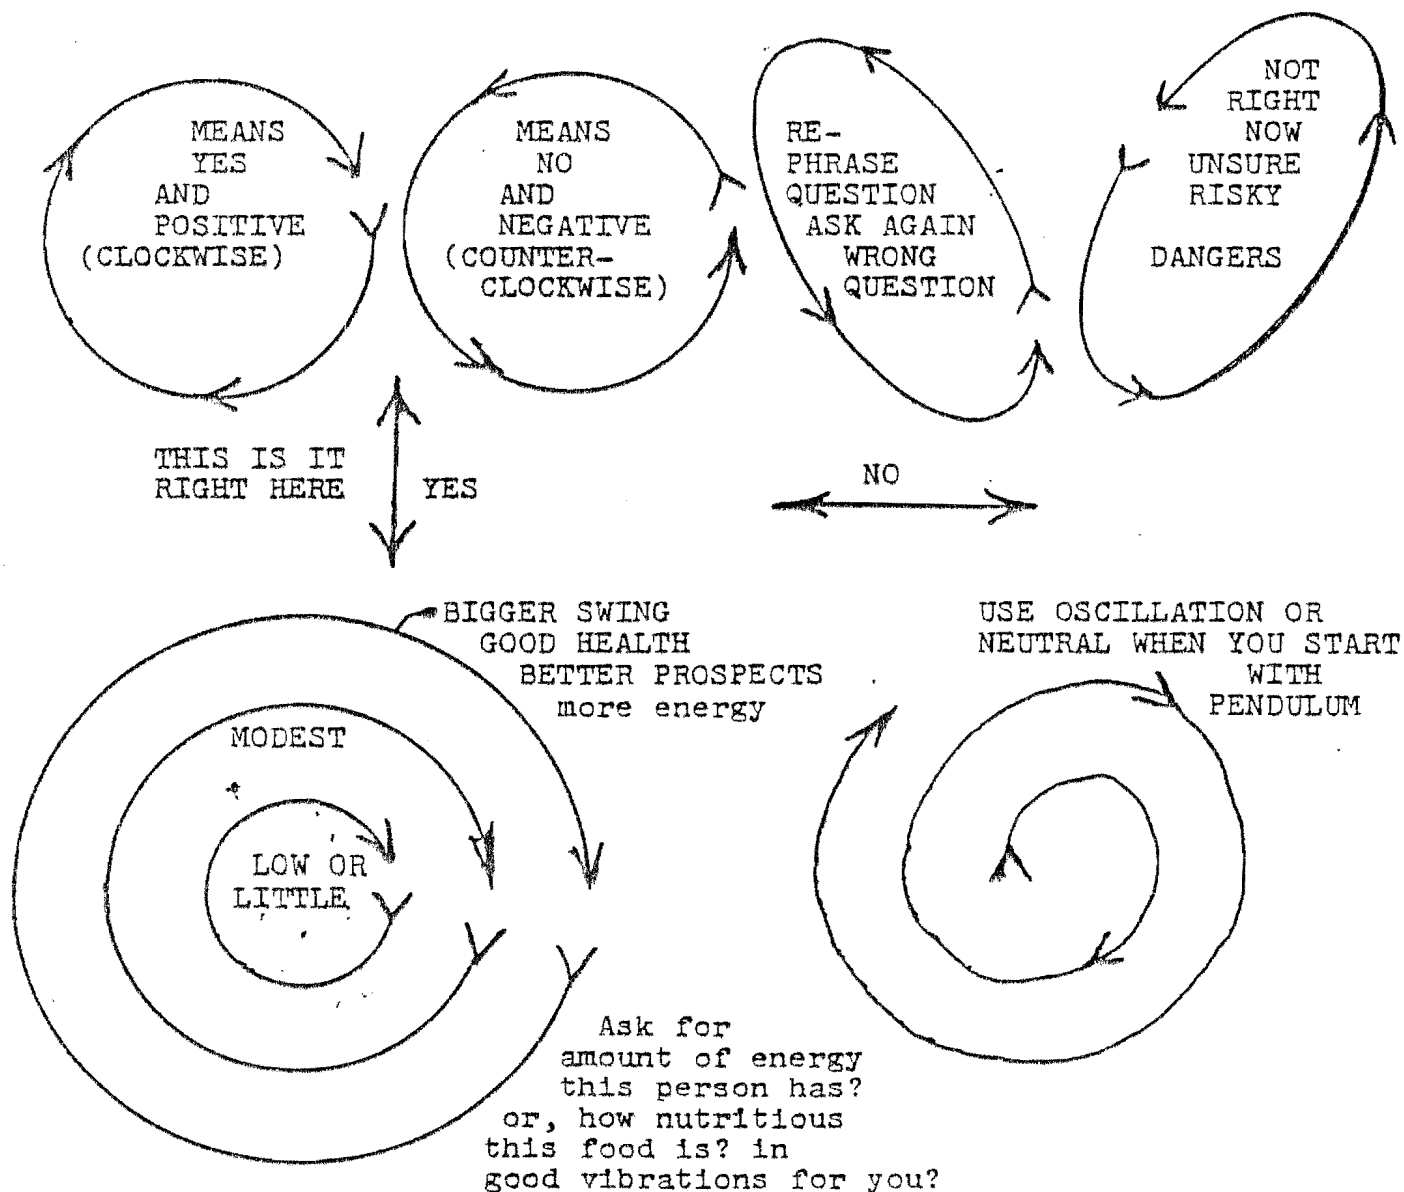 MEANS
YES
AND
POSITIVE
(CLOCKWISE)
MEANS
NO
AND
NEGATIVE
(COUNTER-
CLOCKWISE)
RE-
PHRASE
QUESTION
ASK AGAIN
WRONG
QUESTION
NOT
RIGHT
NOW
UNSURE
RISKY
DANGERS
THIS IS IT
RIGHT HERE
YES
NO
BIGGER SWING
GOOD HEALTH
BETTER PROSPECTS
more energy
MODEST
LOW OR
LITTLE
USE OSCILLATION OR
NEUTRAL WHEN YOU START
WITH
PENDULUM
Ask for
amount of energy
this person has?
or, how nutritious
this food is? in
good vibrations for you?